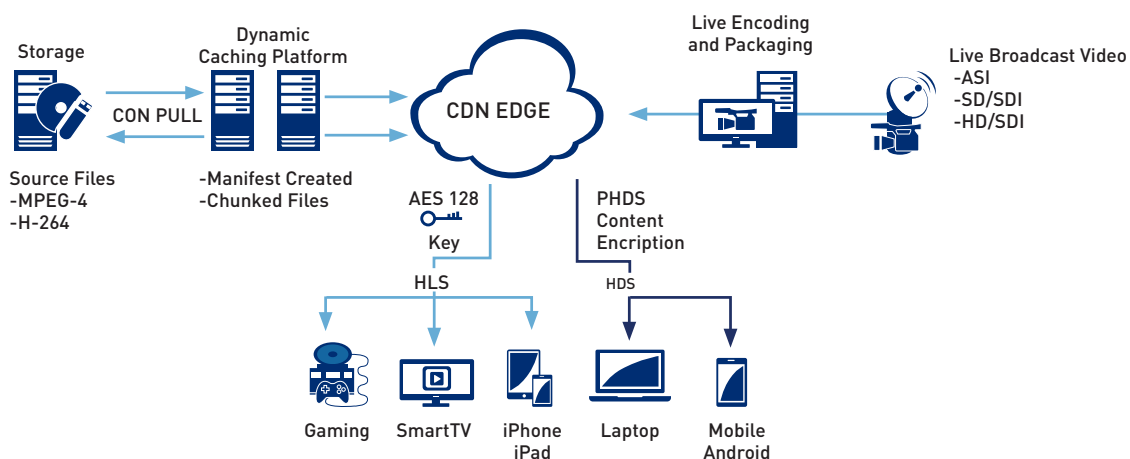 Storage
Dynamic
Caching Platform
Live Encoding
and Packaging
Live Broadcast Video
-ASI
-SD/SDI
-HD/SDI
CON PULL
CDN EDGE
Source Files
-MPEG-4
-H-264
-Manifest Created
-Chunked Files
AES 128
Key
PHDS
Content
Encription
HLS
HDS
Gaming
SmartTV
iPhone
iPad
Laptop
Mobile
Android